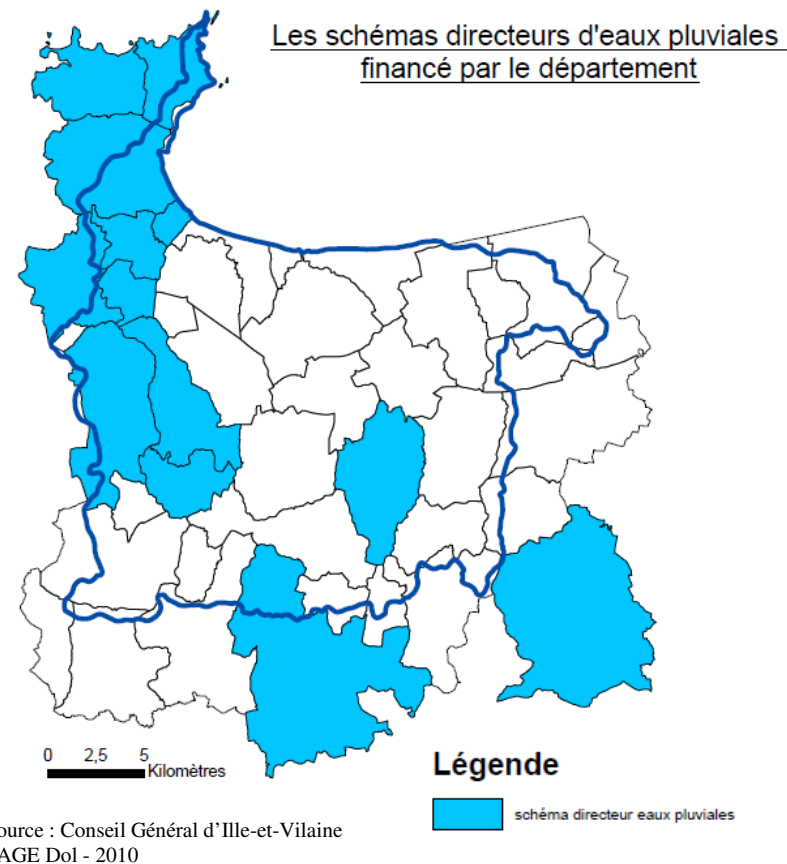 Les schémas directeurs d'eaux pluviales
financé par le département
0 2,5 5
Kilomètres
Légende
schéma directeur eaux pluviales
ource : Conseil Général d'Ille-et-Vilaine
AGE Dol - 2010